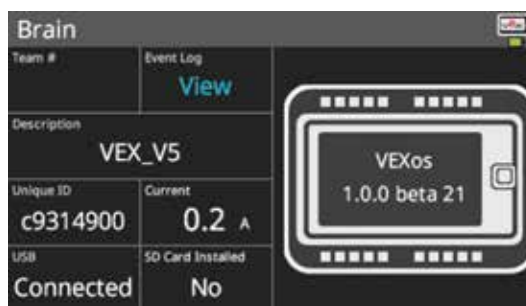 Brain
Team #
Event Log
View
Description
VEX_V5
Unique ID
c9314900
Current
0.2 A
USB
Connected
SD Card Installed
No
VEXos
1.0.0 beta 21